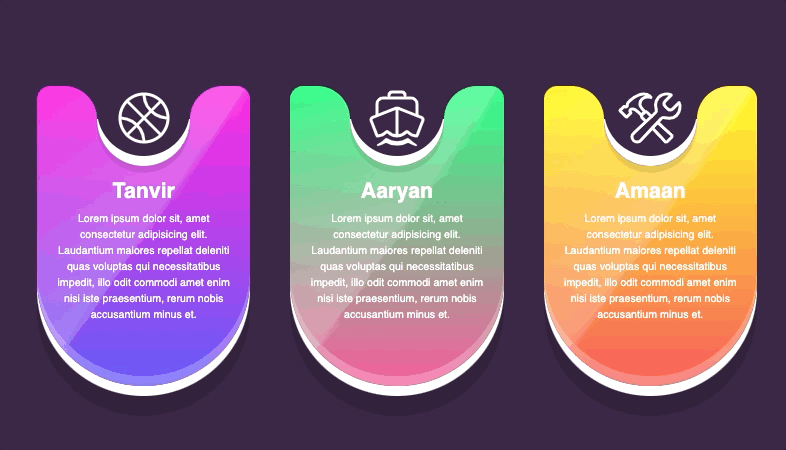 Tanvir
Lorem ipsum dolor sit, amet
consectetur adipisicing elit.
Laudantium maiores repellat deleniti
quas voluptas qui necessitatibus
impedit, illo odit commodi amet enim
nisi iste praesentium, rerum nobis
accusantium minus et.
Aaryan
Lorem ipsum dolor sit, amet
consectetur adipisicing elit.
Laudantium maiores repellat deleniti
quas voluptas qui necessitatibus
impedit, illo odit commodi amet enim
nisi iste praesentium, rerum nobis
accusantium minus et.
Amaan
Lorem ipsum dolor sit, amet
consectetur adipisicing elit.
Laudantium maiores repellat deleniti
quas voluptas qui necessitatibus
impedit, illo odit commodi amet enim
nisi iste praesentium, rerum nobis
accusantium minus et.